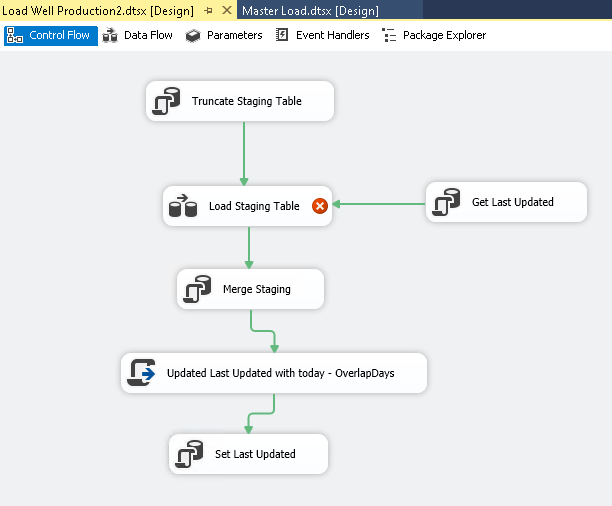 Load Well Production2.dtsx [Design]
Master Load.dtsx [Design]
Control Flow
Data Flow
Parameters
Event Handlers
Package Explorer
Truncate Staging Table
Load Staging Table
Get Last Updated
Merge Staging
Updated Last Updated with today - OverlapDays
Set Last Updated